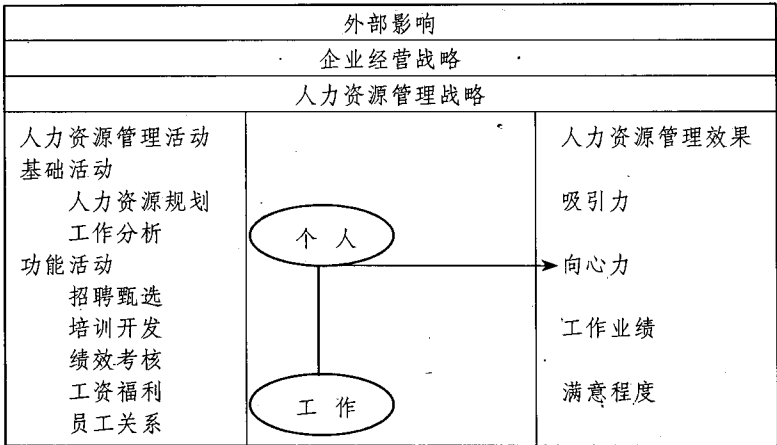 外部影响
企业经营战略
人力资源管理战略
人力资源管理活动
基础活动
人力资源规划
工作分析
功能活动
招聘甄选
培训开发
绩效考核
工资福利
员工关系
个人
工作
人力资源管理效果
吸引力
向心力
工作业绩
满意程度